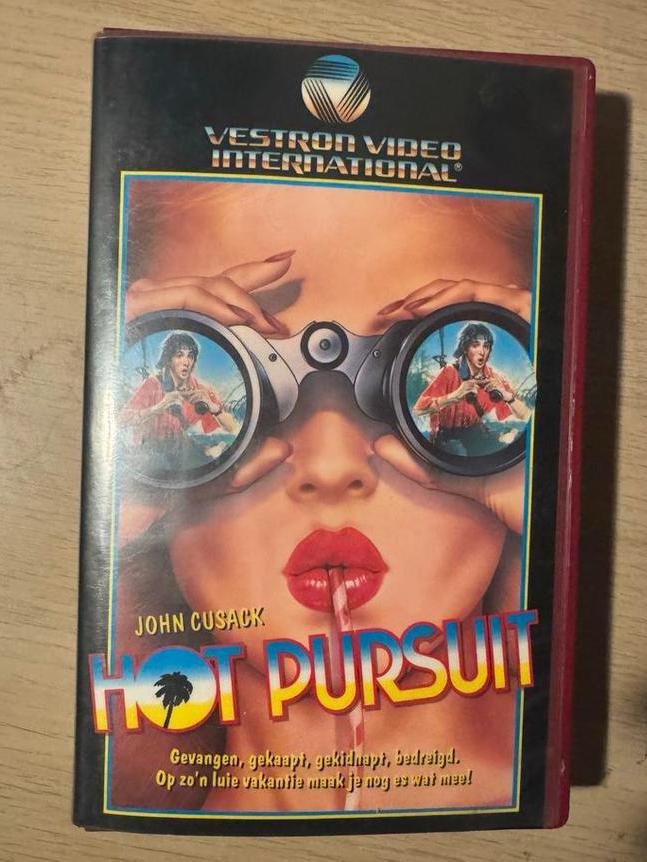 VESTRON VIDEO
INTERNATIONAL®
JOHN CUSACK
HOT PURSUIT
Gevangen, gekaapt, gekidnapt, bedreigd.
Op zo'n luie vakantie maak je nog es wat mee!